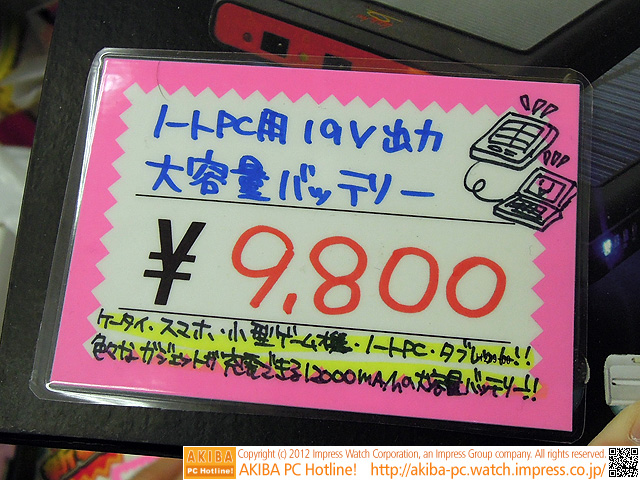 ノートPC用19V出力
大容量バッテリー
¥9,800
ケータイ・スマホ・小型ゲーム機・ノートPC・タブレット!!
色々なガジェットが充電できる12000mAhの大容量バッテリー!!
AKIBA PC Hotline!
Copyright (c) 2012 Impress Watch Corporation, an Impress Group company. All rights reserved.
AKIBA PC Hotline! http://akiba-pc.watch.impress.co.jp/